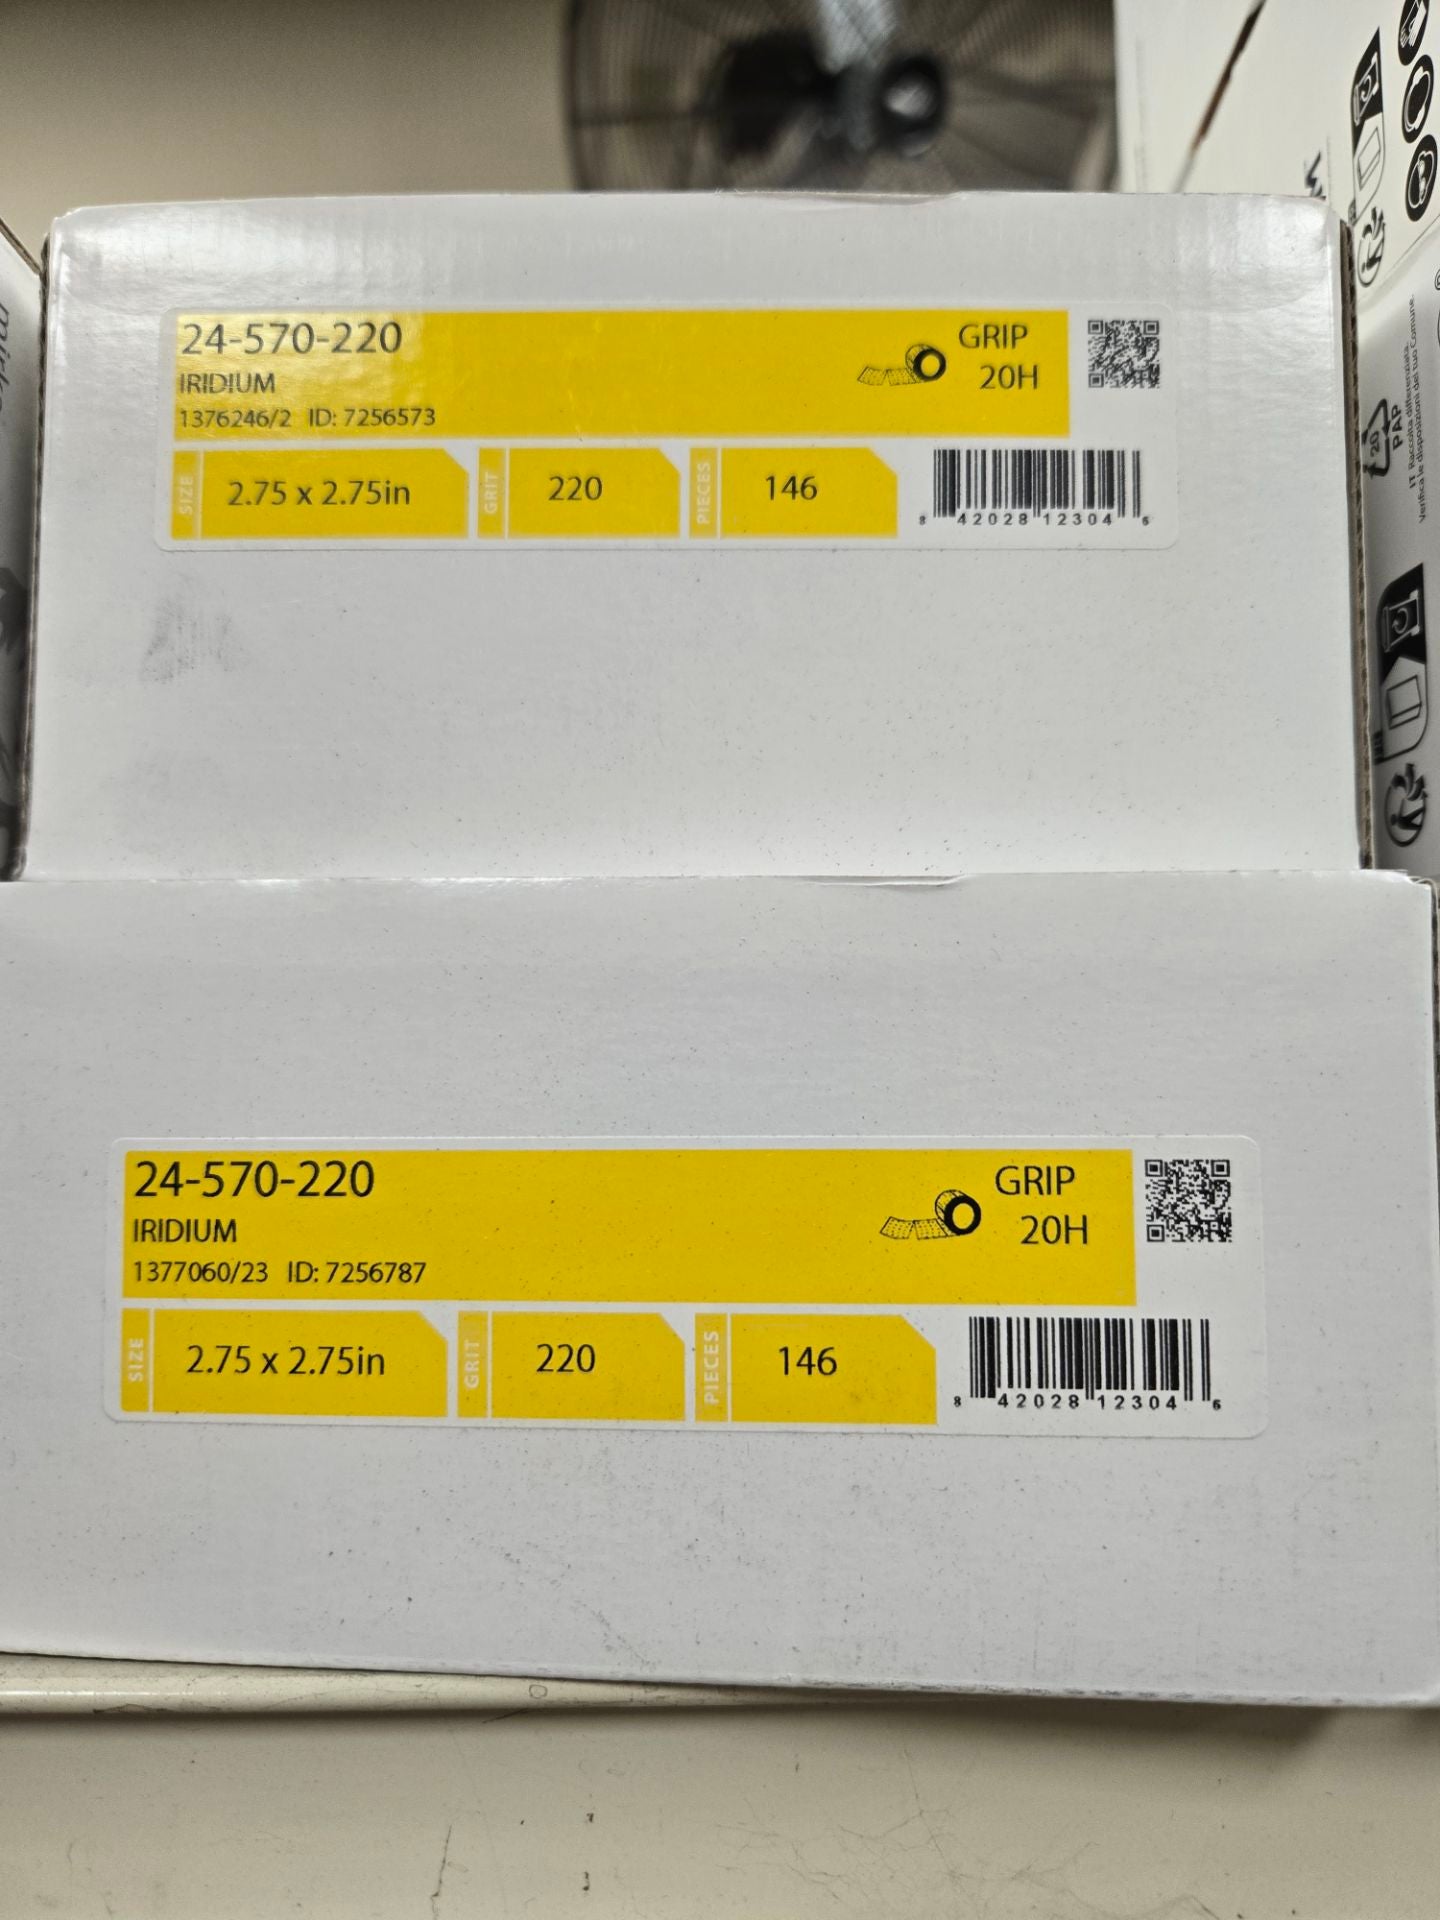 24-570-220
IRIDIUM
1376246/2 ID: 7256573
GRIP
20H
SIZE
2.75 x 2.75in
GRIT
220
PIECES
146
8 42028 12304 6
24-570-220
IRIDIUM
1377060/23 ID: 7256787
GRIP
20H
SIZE
2.75 x 2.75in
GRIT
220
PIECES
146
8 42028 12304 6
20
PAP
IT Raccolta differenziata.
Verifica le disposizioni del tuo Comune.